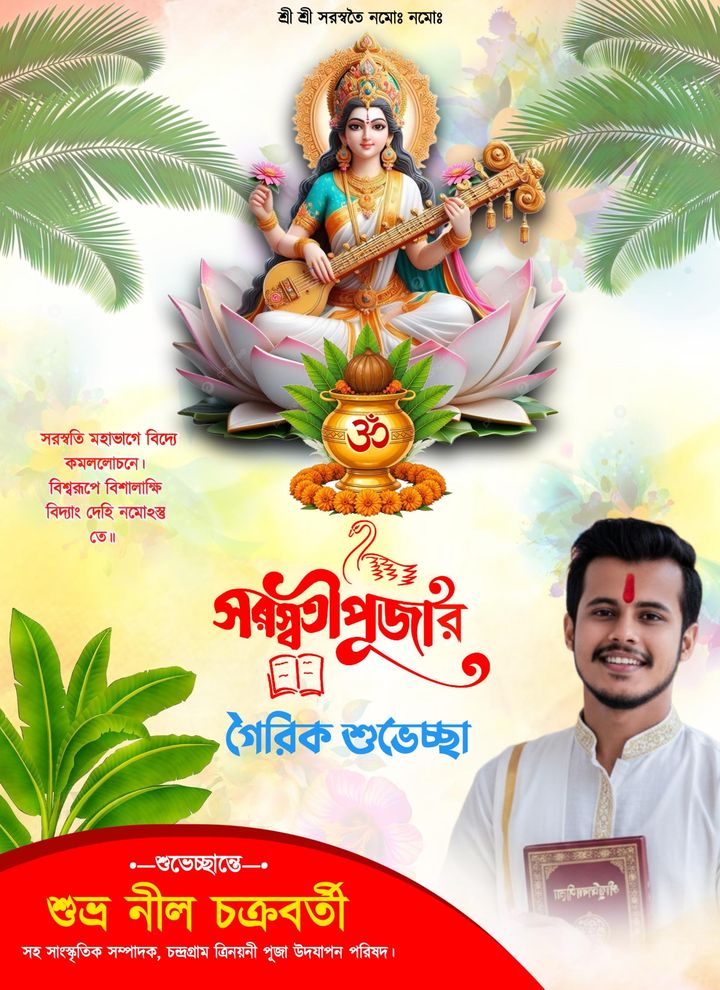 শ্রী শ্রী সরস্বতৈ নমোঃ নমোঃ
সরস্বতি মহাভাগে বিদ্যে
কমললোচনে।
বিশ্বরূপে বিশালাক্ষি
বিদ্যাং দেহি নমোহস্তু
তে॥
ॐ
সরস্বতী পূজার
গৈরিক শুভেচ্ছা
শুভেচ্ছান্তে
শুভ্র নীল চক্রবর্তী
সহ সাংস্কৃতিক সম্পাদক, চন্দ্রগ্রাম ত্রিনয়নী পূজা উদযাপন পরিষদ।